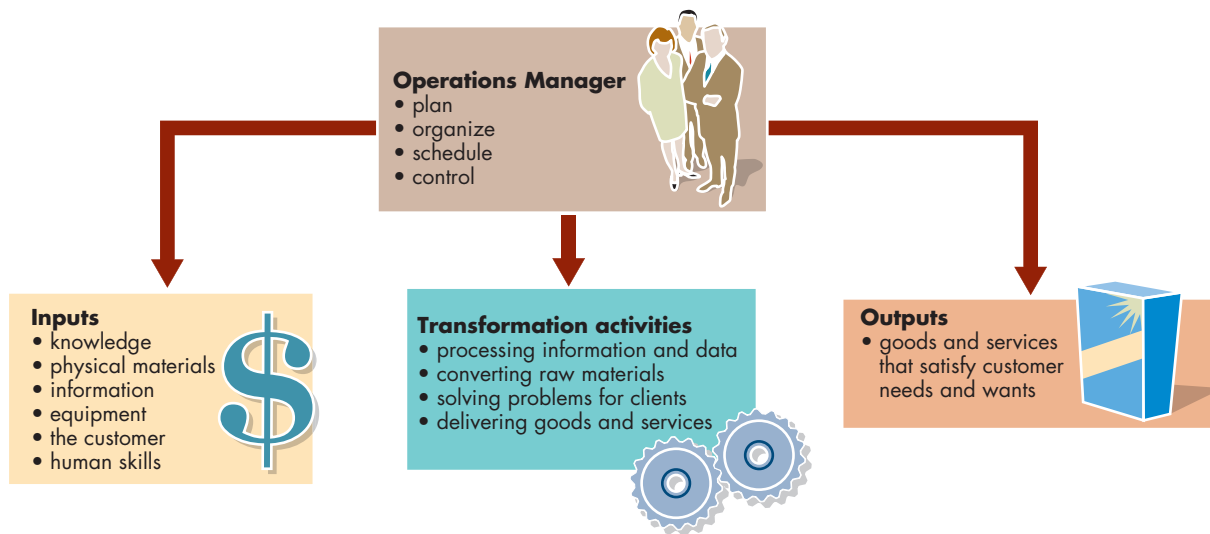 Operations Manager
• plan
• organize
• schedule
• control
Inputs
• knowledge
• physical materials
• information
• equipment
• the customer
• human skills
$
Transformation activities
• processing information and data
• converting raw materials
• solving problems for clients
• delivering goods and services
Outputs
• goods and services
that satisfy customer
needs and wants